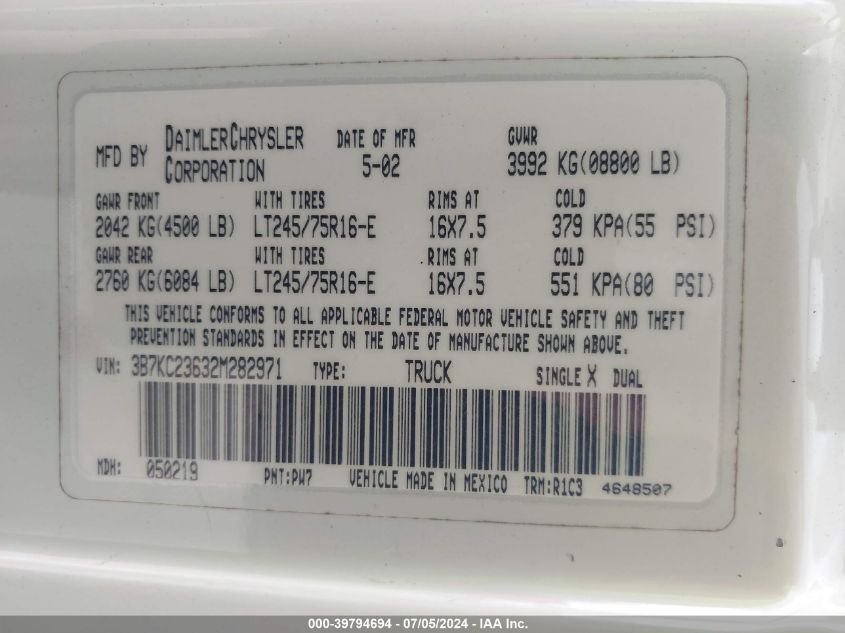 MFD BY DAIMLERCHRYSLER CORPORATION DATE OF MFR 5-02 GVWR 3992 KG(08800 LB)
GAWR FRONT WITH TIRES RIMS AT COLD
2042 KG(4500 LB) LT245/75R16-E 16X7.5 379 KPA(55 PSI)
GAWR REAR WITH TIRES RIMS AT COLD
2760 KG(6084 LB) LT245/75R16-E 16X7.5 551 KPA(80 PSI)
THIS VEHICLE CONFORMS TO ALL APPLICABLE FEDERAL MOTOR VEHICLE SAFETY AND THEFT
PREVENTION STANDARDS IN EFFECT ON THE DATE OF MANUFACTURE SHOWN ABOVE.
VIN: 3B7KC23632M282971 TYPE: TRUCK SINGLE X DUAL
MDH: 050219 PNT:PW7 VEHICLE MADE IN MEXICO TRM:R1C3 4648507
000-39794694 - 07/05/2024 - IAA Inc.